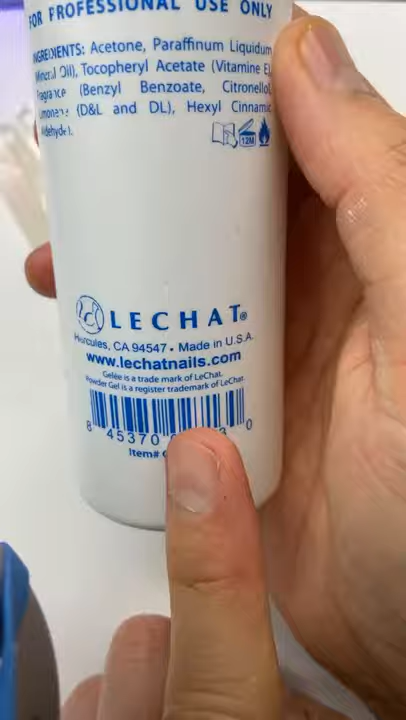 FOR PROFESSIONAL USE ONLY
INGREDIENTS: Acetone, Paraffinum Liquidum
(Mineral Oil), Tocopheryl Acetate (Vitamine E),
Fragrance (Benzyl Benzoate, Citronellol,
Limonene (D&L and DL), Hexyl Cinnamic
Aldehyde).
12M
LECHAT®
Hercules, CA 94547 • Made in U.S.A.
www.lechatnails.com
Gelée is a trade mark of LeChat.
Powder Gel is a register trademark of LeChat.
8 45370 3 0
Item#